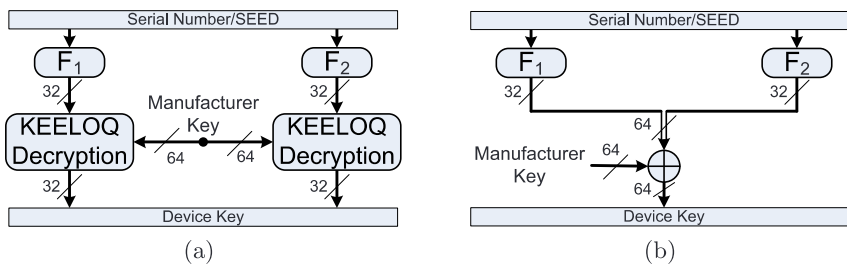 Serial Number/SEED
F1
F2
32
32
KEELOQ
Decryption
Manufacturer
Key
64
64
KEELOQ
Decryption
32
32
Device Key
(a)
Serial Number/SEED
F1
F2
32
32
64
Manufacturer
Key
64
64
Device Key
(b)